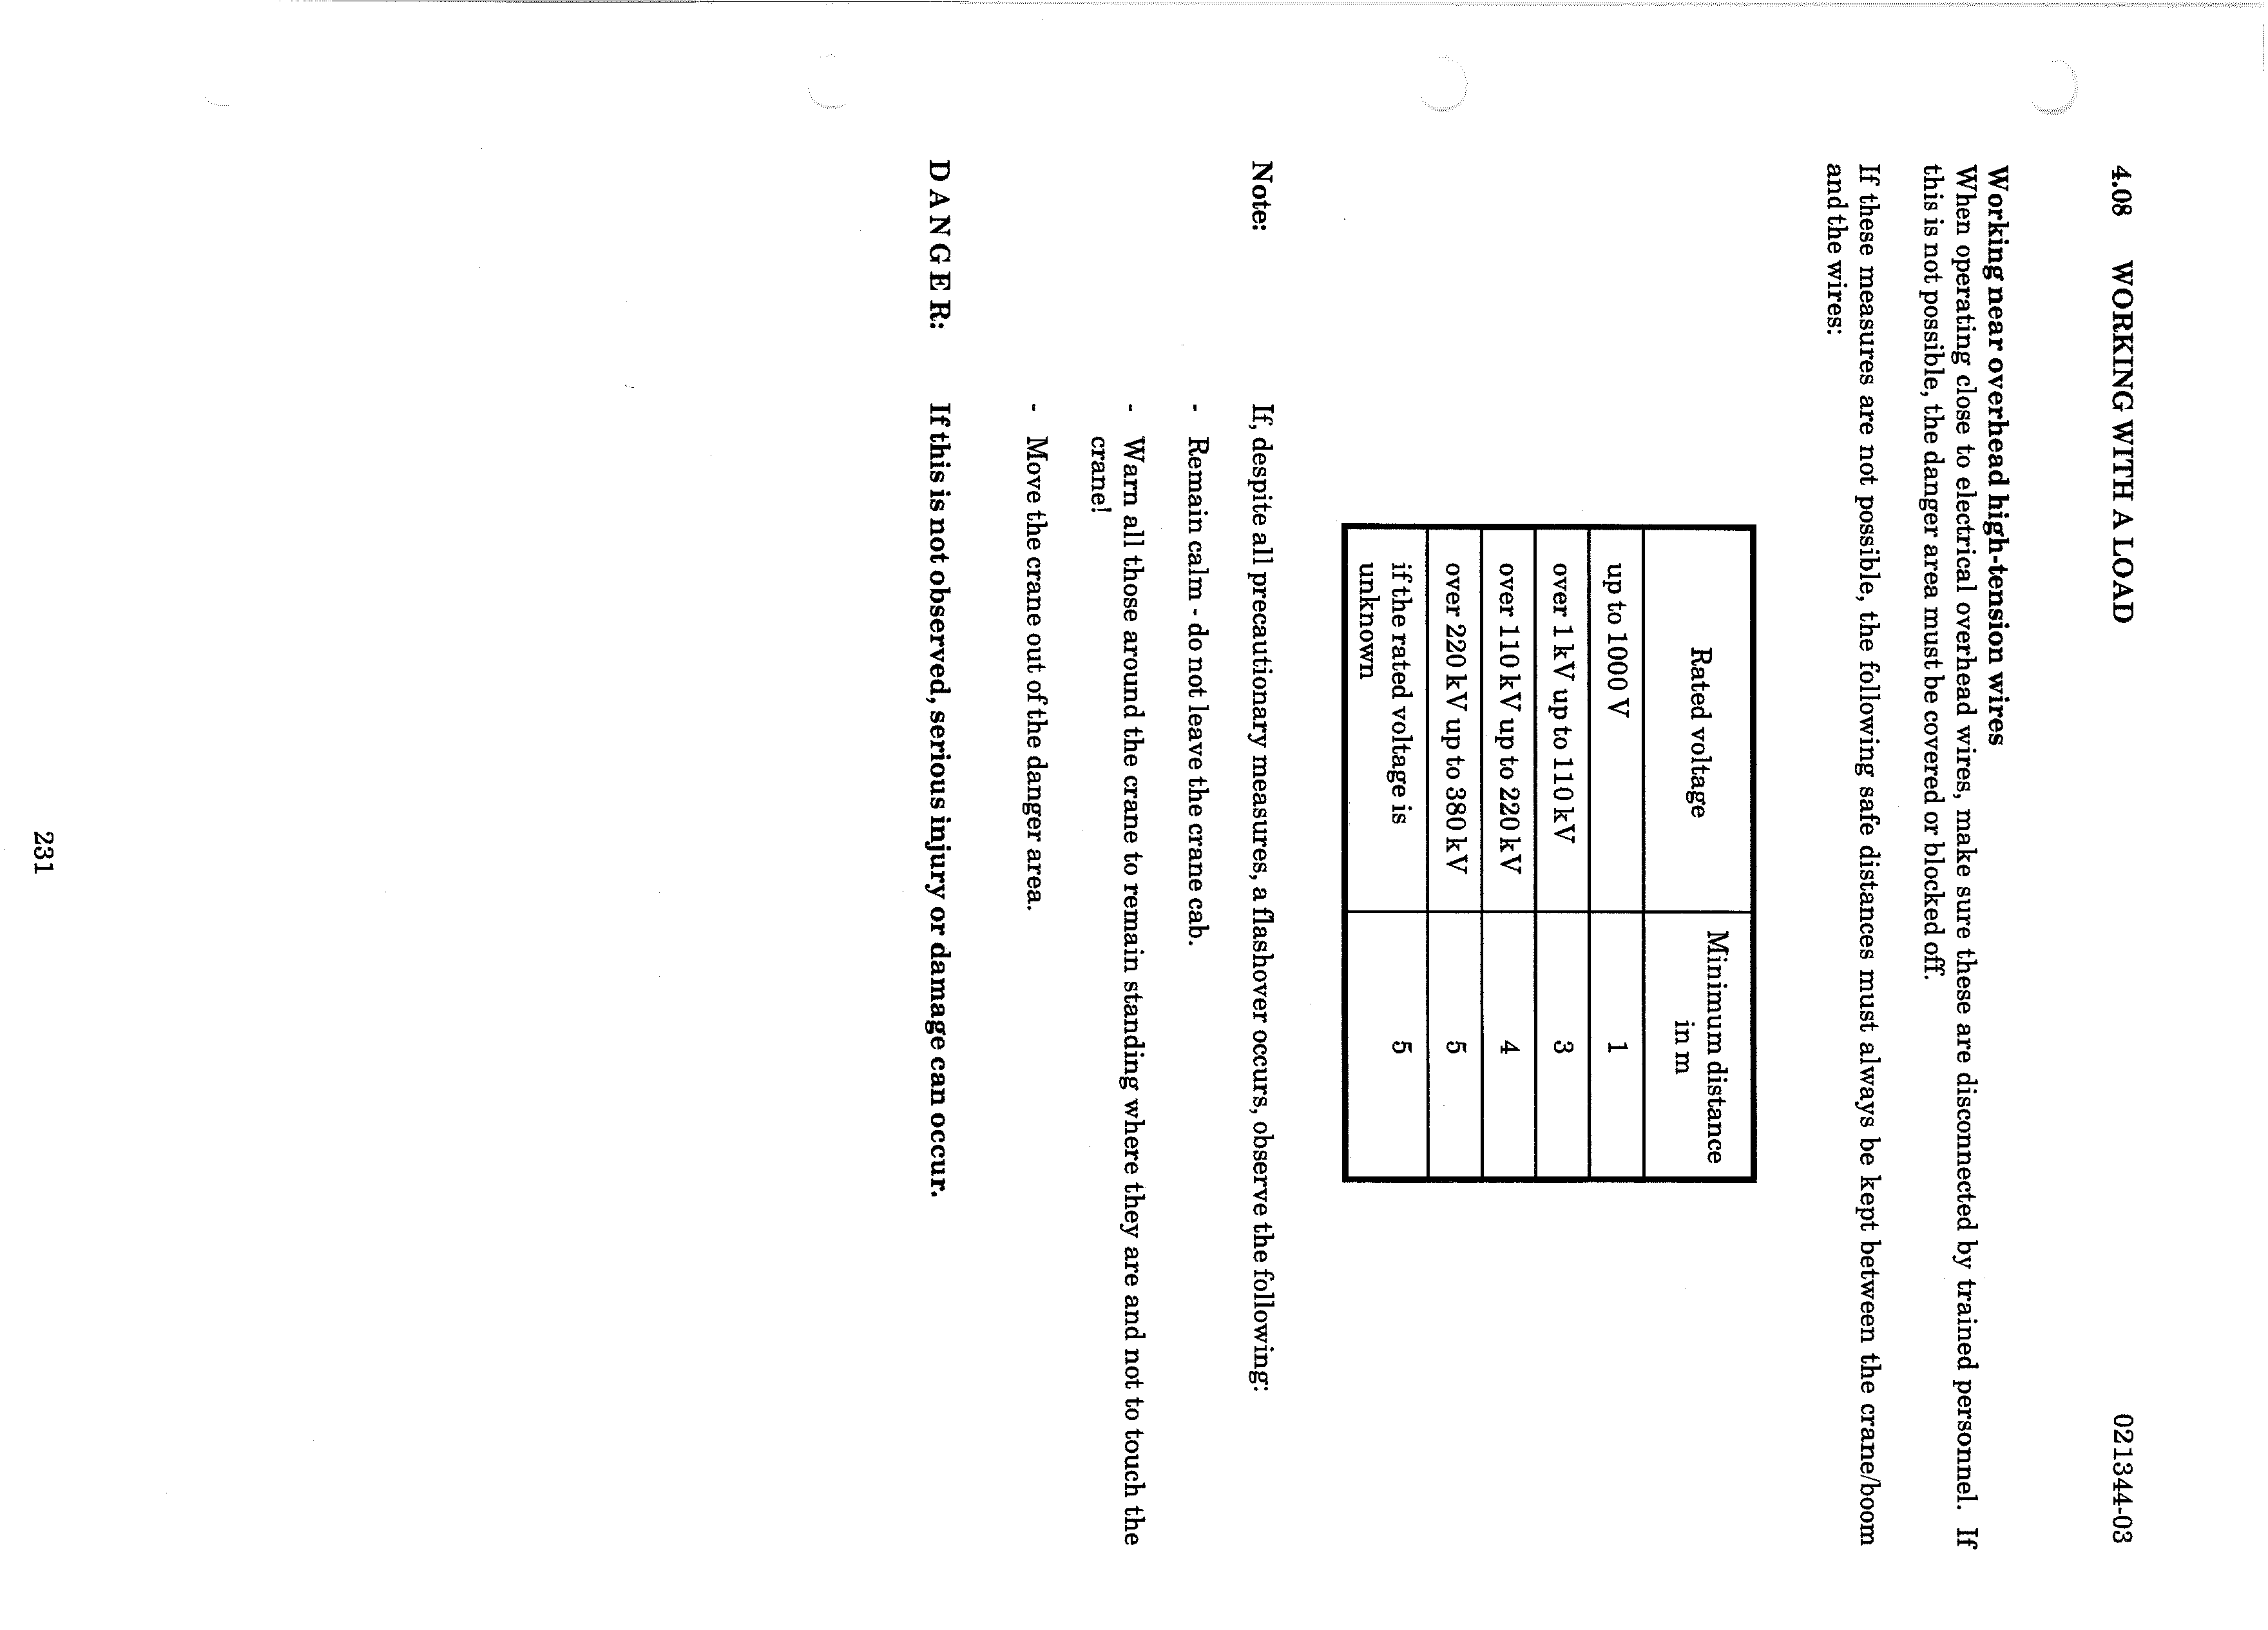 4.08 WORKING WITH A LOAD 021344-03
Working near overhead high-tension wires
When operating close to electrical overhead wires, make sure these are disconnected by trained personnel. If
this is not possible, the danger area must be covered or blocked off.
If these measures are not possible, the following safe distances must always be kept between the crane/boom
and the wires:
Rated voltage Minimum distance
in m
up to 1000 V 1
over 1 kV up to 110 kV 3
over 110 kV up to 220 kV 4
over 220 kV up to 380 kV 5
if the rated voltage is 5
unknown
Note: If, despite all precautionary measures, a flashover occurs, observe the following:
- Remain calm - do not leave the crane cab.
- Warn all those around the crane to remain standing where they are and not to touch the
crane!
- Move the crane out of the danger area.
D A N G E R: If this is not observed, serious injury or damage can occur.
231